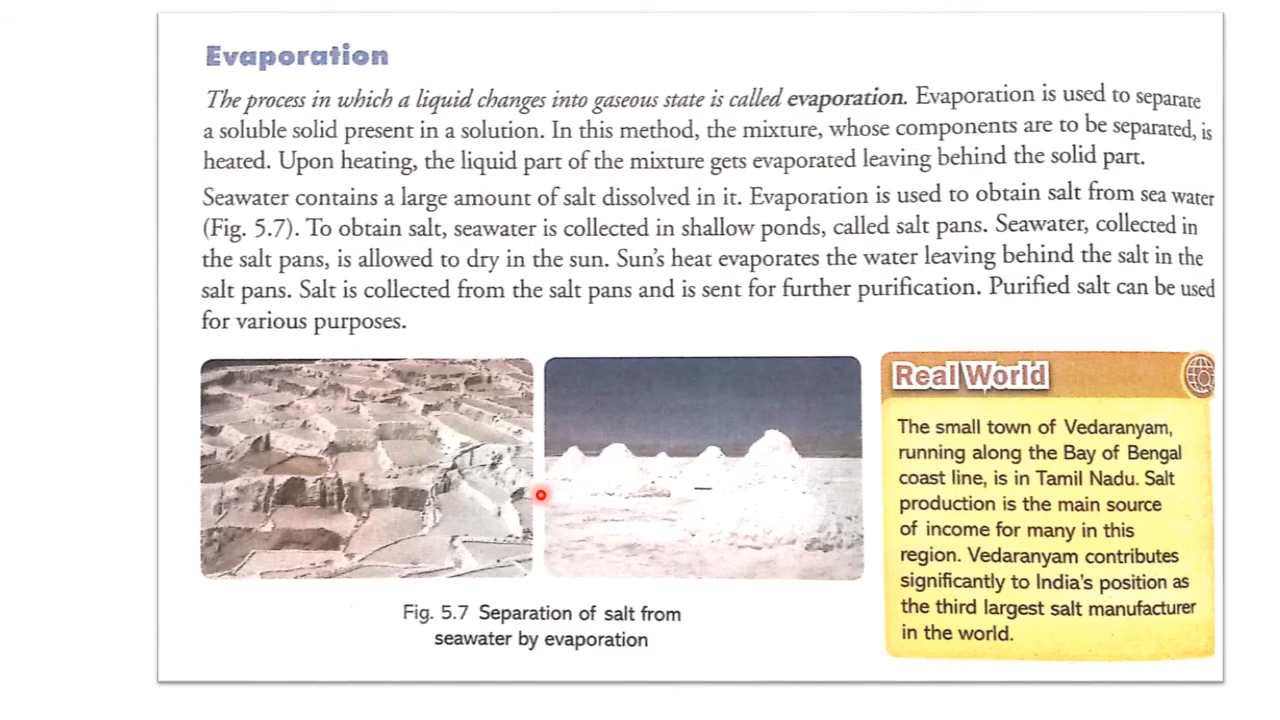 Evaporation
The process in which a liquid changes into gaseous state is called evaporation. Evaporation is used to separate
a soluble solid present in a solution. In this method, the mixture, whose components are to be separated, is
heated. Upon heating, the liquid part of the mixture gets evaporated leaving behind the solid part.
Seawater contains a large amount of salt dissolved in it. Evaporation is used to obtain salt from sea water
(Fig. 5.7). To obtain salt, seawater is collected in shallow ponds, called salt pans. Seawater, collected in
the salt pans, is allowed to dry in the sun. Sun's heat evaporates the water leaving behind the salt in the
salt pans. Salt is collected from the salt pans and is sent for further purification. Purified salt can be used
for various purposes.
Fig. 5.7 Separation of salt from
seawater by evaporation
Real World
The small town of Vedaranyam,
running along the Bay of Bengal
coast line, is in Tamil Nadu. Salt
production is the main source
of income for many in this
region. Vedaranyam contributes
significantly to India's position as
the third largest salt manufacturer
in the world.